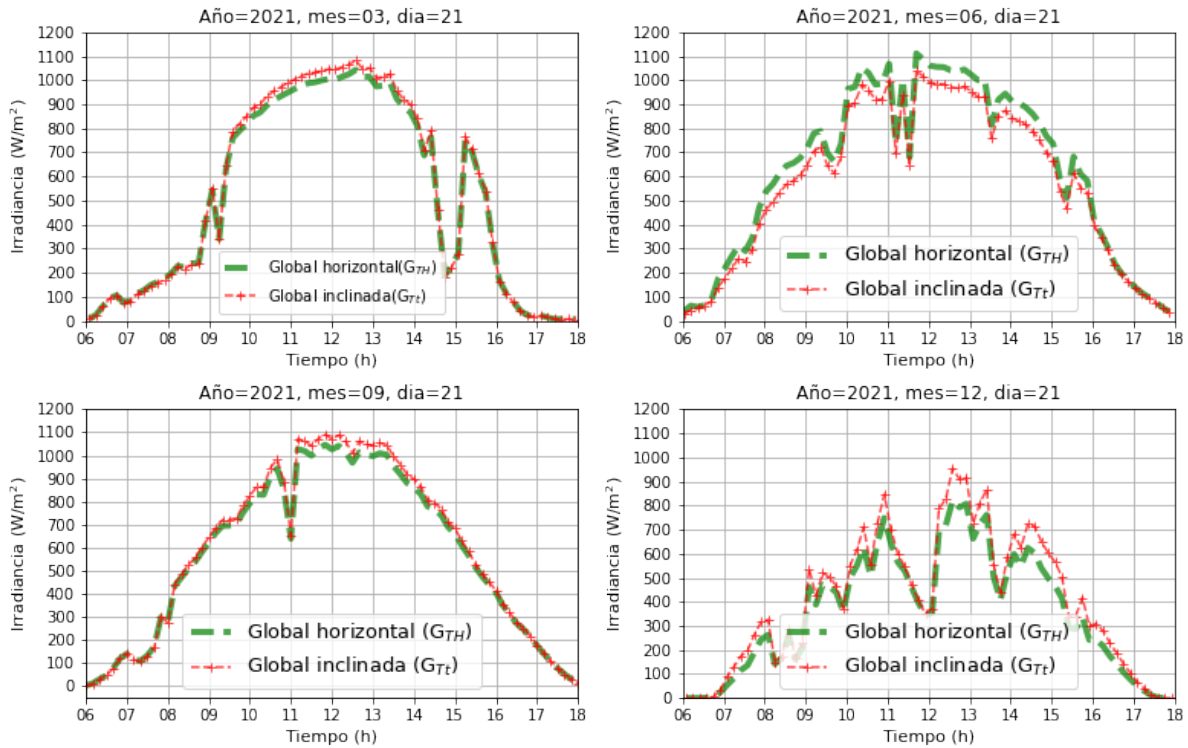 Año=2021, mes=03, dia=21
Irradiancia (W/m²)
1200
1100
1000
900
800
700
600
500
400
300
200
100
0
Global horizontal(G_TH)
Global inclinada(G_Tt)
06 07 08 09 10 11 12 13 14 15 16 17 18
Tiempo (h)
Año=2021, mes=06, dia=21
Irradiancia (W/m²)
1200
1100
1000
900
800
700
600
500
400
300
200
100
0
Global horizontal (G_TH)
Global inclinada (G_Tt)
06 07 08 09 10 11 12 13 14 15 16 17 18
Tiempo (h)
Año=2021, mes=09, dia=21
Irradiancia (W/m²)
1200
1100
1000
900
800
700
600
500
400
300
200
100
0
Global horizontal (G_TH)
Global inclinada (G_Tt)
06 07 08 09 10 11 12 13 14 15 16 17 18
Tiempo (h)
Año=2021, mes=12, dia=21
Irradiancia (W/m²)
1200
1100
1000
900
800
700
600
500
400
300
200
100
0
Global horizontal (G_TH)
Global inclinada (G_Tt)
06 07 08 09 10 11 12 13 14 15 16 17 18
Tiempo (h)